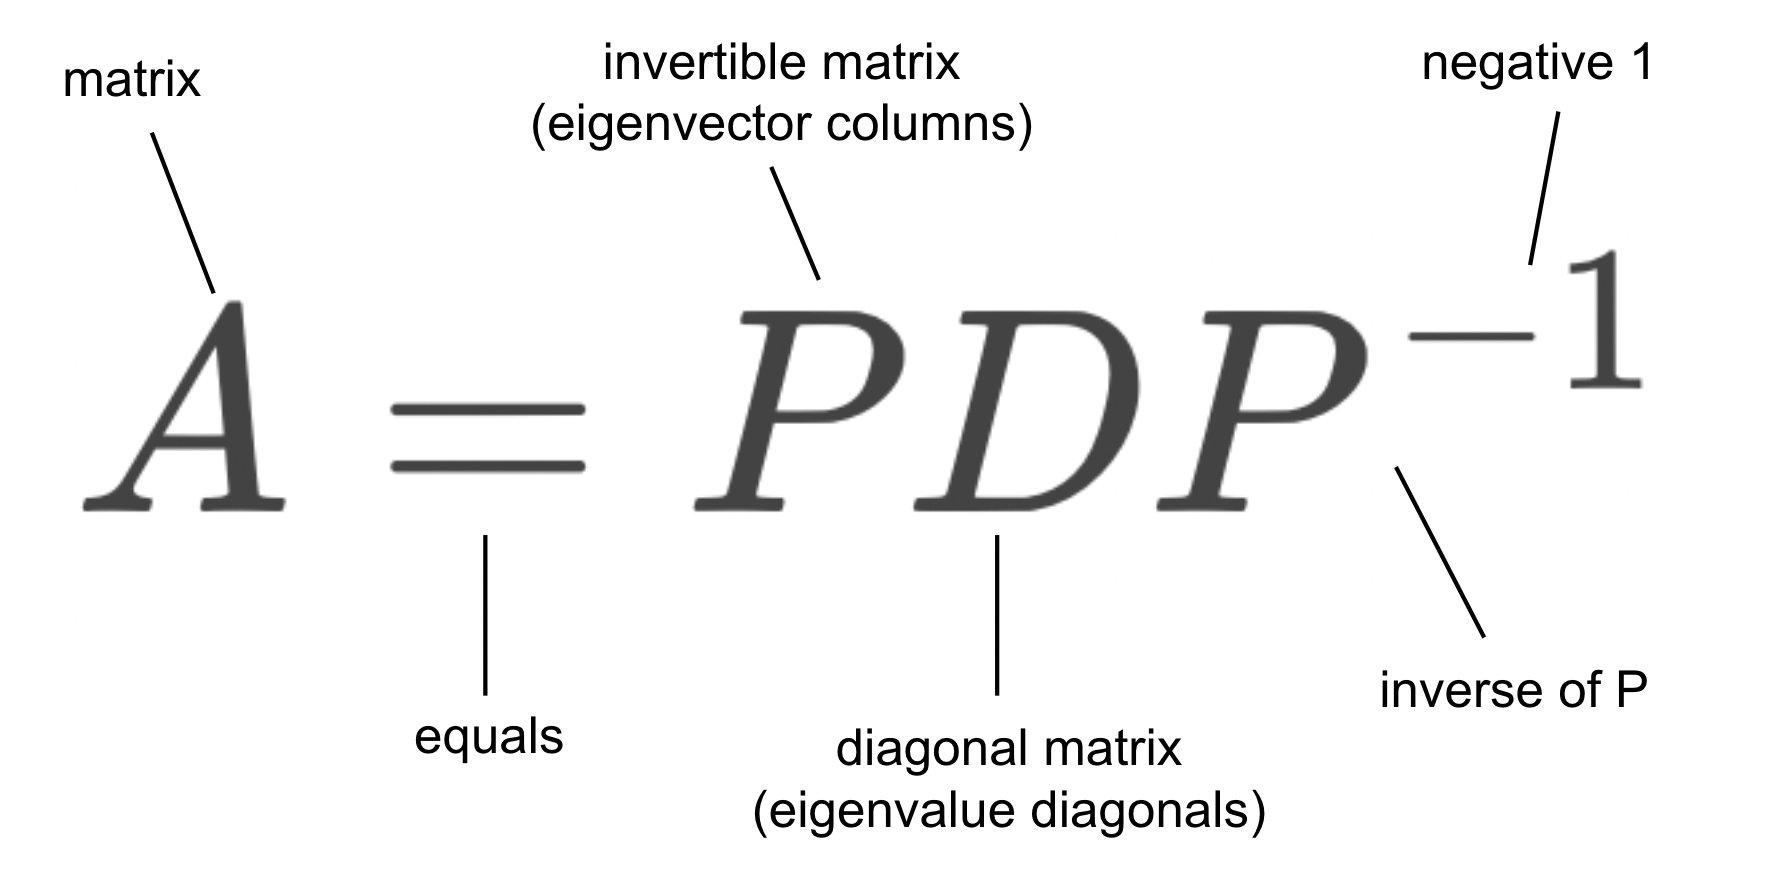 matrix
invertible matrix
(eigenvector columns)
negative 1
A = PDP⁻¹
equals
diagonal matrix
(eigenvalue diagonals)
inverse of P